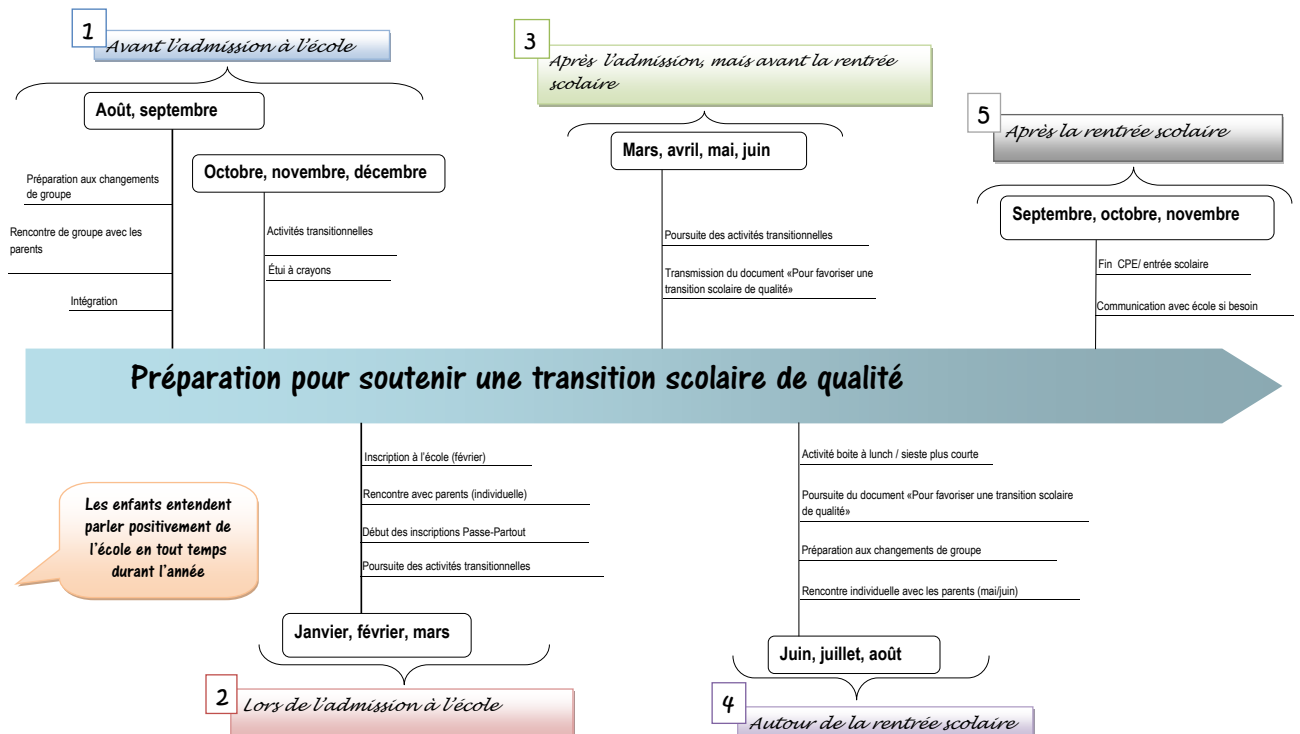 1
Avant l'admission à l'école
Août, septembre
Préparation aux changements
de groupe
Rencontre de groupe avec les
parents
Intégration
Octobre, novembre, décembre
Activités transitionnelles
Étui à crayons
3
Après l'admission, mais avant la rentrée
scolaire
Mars, avril, mai, juin
Poursuite des activités transitionnelles
Transmission du document «Pour favoriser une
transition scolaire de qualité»
5
Après la rentrée scolaire
Septembre, octobre, novembre
Fin CPE/ entrée scolaire
Communication avec école si besoin
Préparation pour soutenir une transition scolaire de qualité
Les enfants entendent
parler positivement de
l'école en tout temps
durant l'année
Inscription à l'école (février)
Rencontre avec parents (individuelle)
Début des inscriptions Passe-Partout
Poursuite des activités transitionnelles
Janvier, février, mars
2
Lors de l'admission à l'école
Activité boite à lunch / sieste plus courte
Poursuite du document «Pour favoriser une transition scolaire
de qualité»
Préparation aux changements de groupe
Rencontre individuelle avec les parents (mai/juin)
Juin, juillet, août
4
Autour de la rentrée scolaire